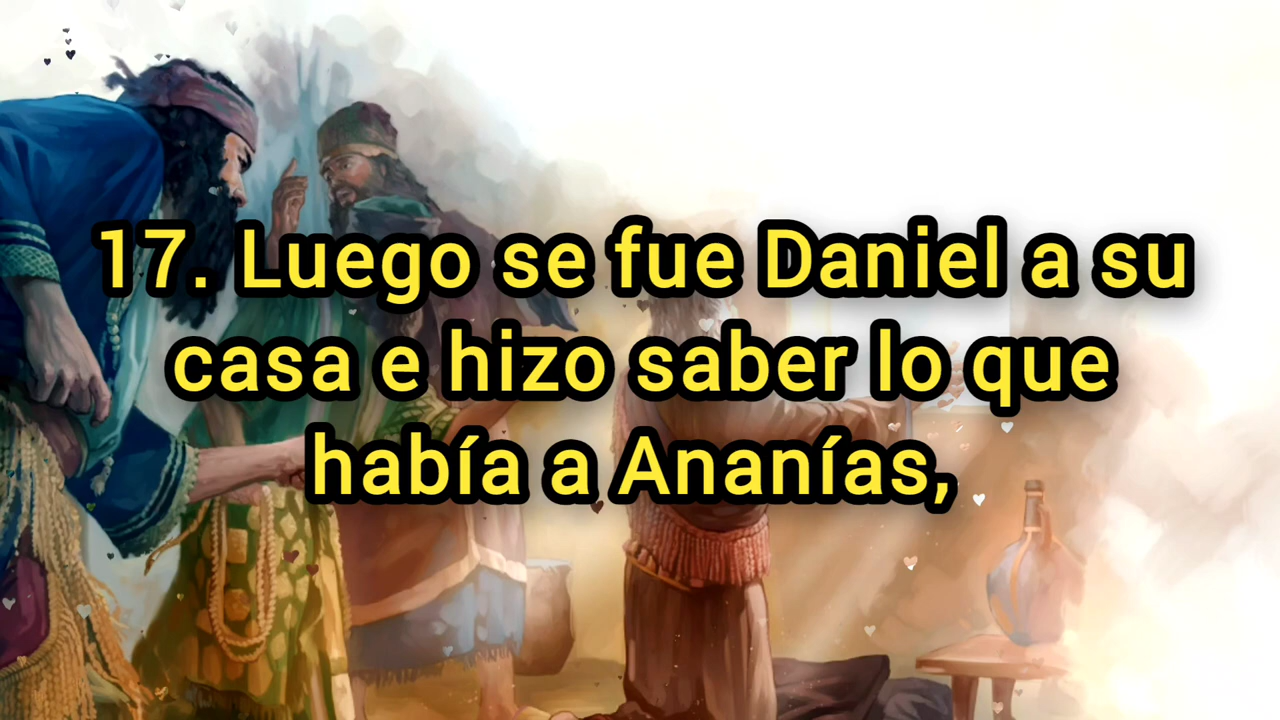 17. Luego se fue Daniel a su
casa e hizo saber lo que
había a Ananías,